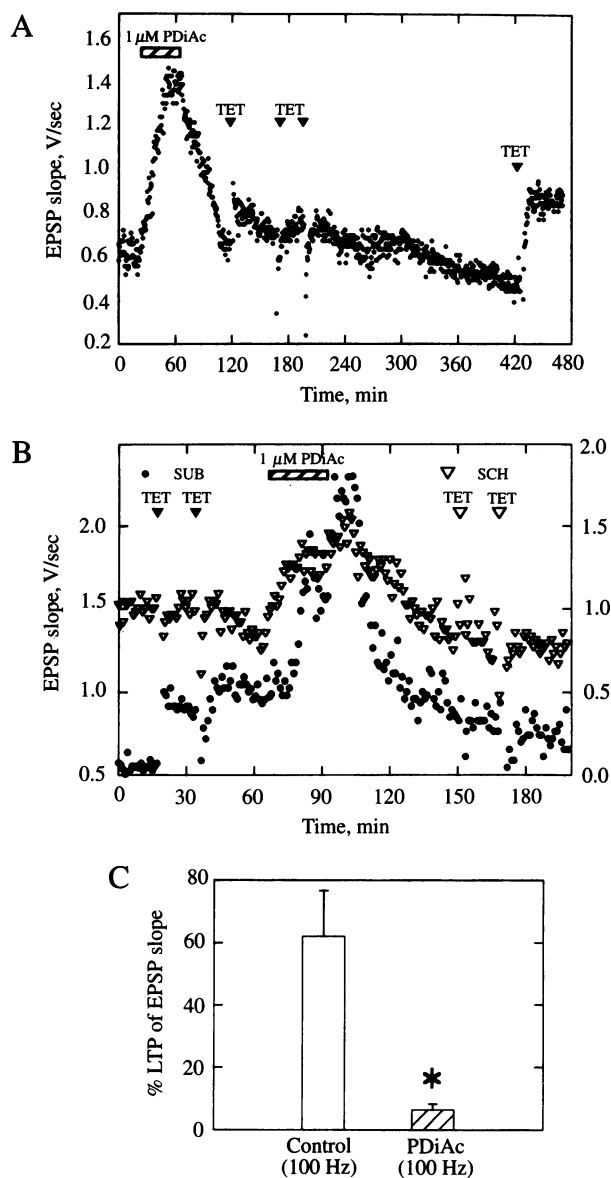 A
1 μM PDiAc
TET TET TET
EPSP slope, V/sec
1.6
1.4
1.2
1.0
0.8
0.6
0.4
0.2
0 60 120 180 240 300 360 420 480
Time, min
B
SUB 1 μM PDiAc SCH
TET TET TET TET
EPSP slope, V/sec
2.0
1.5
1.0
0.5
2.0
1.5
1.0
0.5
0.0
0 30 60 90 120 150 180
Time, min
C
% LTP of EPSP slope
80
60
40
20
0
*
Control PDiAc
(100 Hz) (100 Hz)